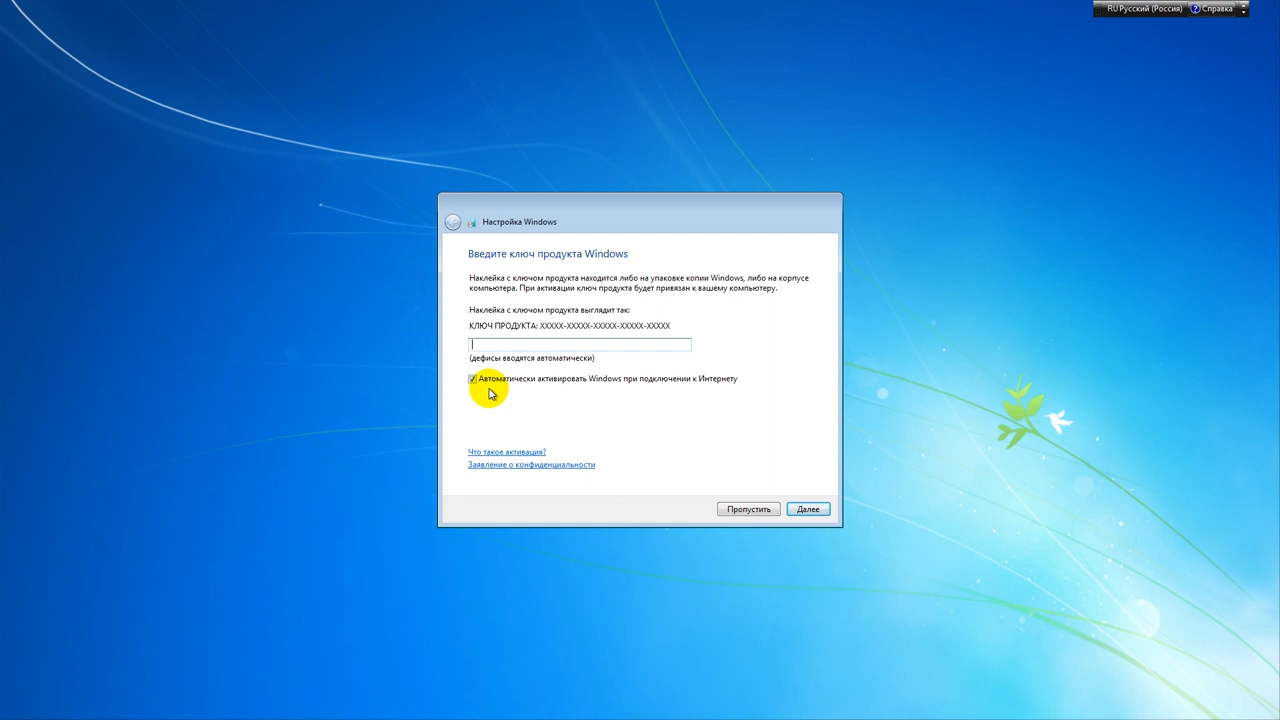 RU Русский (Россия) Справка
Настройка Windows
Введите ключ продукта Windows
Наклейка с ключом продукта находится либо на упаковке копии Windows, либо на корпусе
компьютера. При активации ключ продукта будет привязан к вашему компьютеру.
Наклейка с ключом продукта выглядит так:
КЛЮЧ ПРОДУКТА: XXXXX-XXXXX-XXXXX-XXXXX-XXXXX
(дефисы вводятся автоматически)
Автоматически активировать Windows при подключении к Интернету
Что такое активация?
Заявление о конфиденциальности
Пропустить Далее